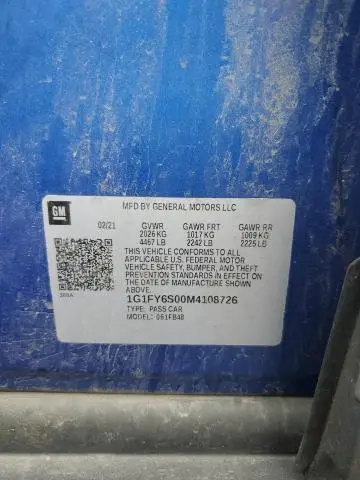 MFD BY GENERAL MOTORS LLC
GM
02/21 GVWR GAWR FRT GAWR RR
2026 KG 1017 KG 1009 KG
4467 LB 2242 LB 2225 LB
THIS VEHICLE CONFORMS TO ALL
APPLICABLE U.S. FEDERAL MOTOR
VEHICLE SAFETY, BUMPER, AND THEFT
PREVENTION STANDARDS IN EFFECT ON
THE DATE OF MANUFACTURE SHOWN ABOVE.
1G1FY6S00M4108726
TYPE: PASS CAR
MODEL: 0G1FB48